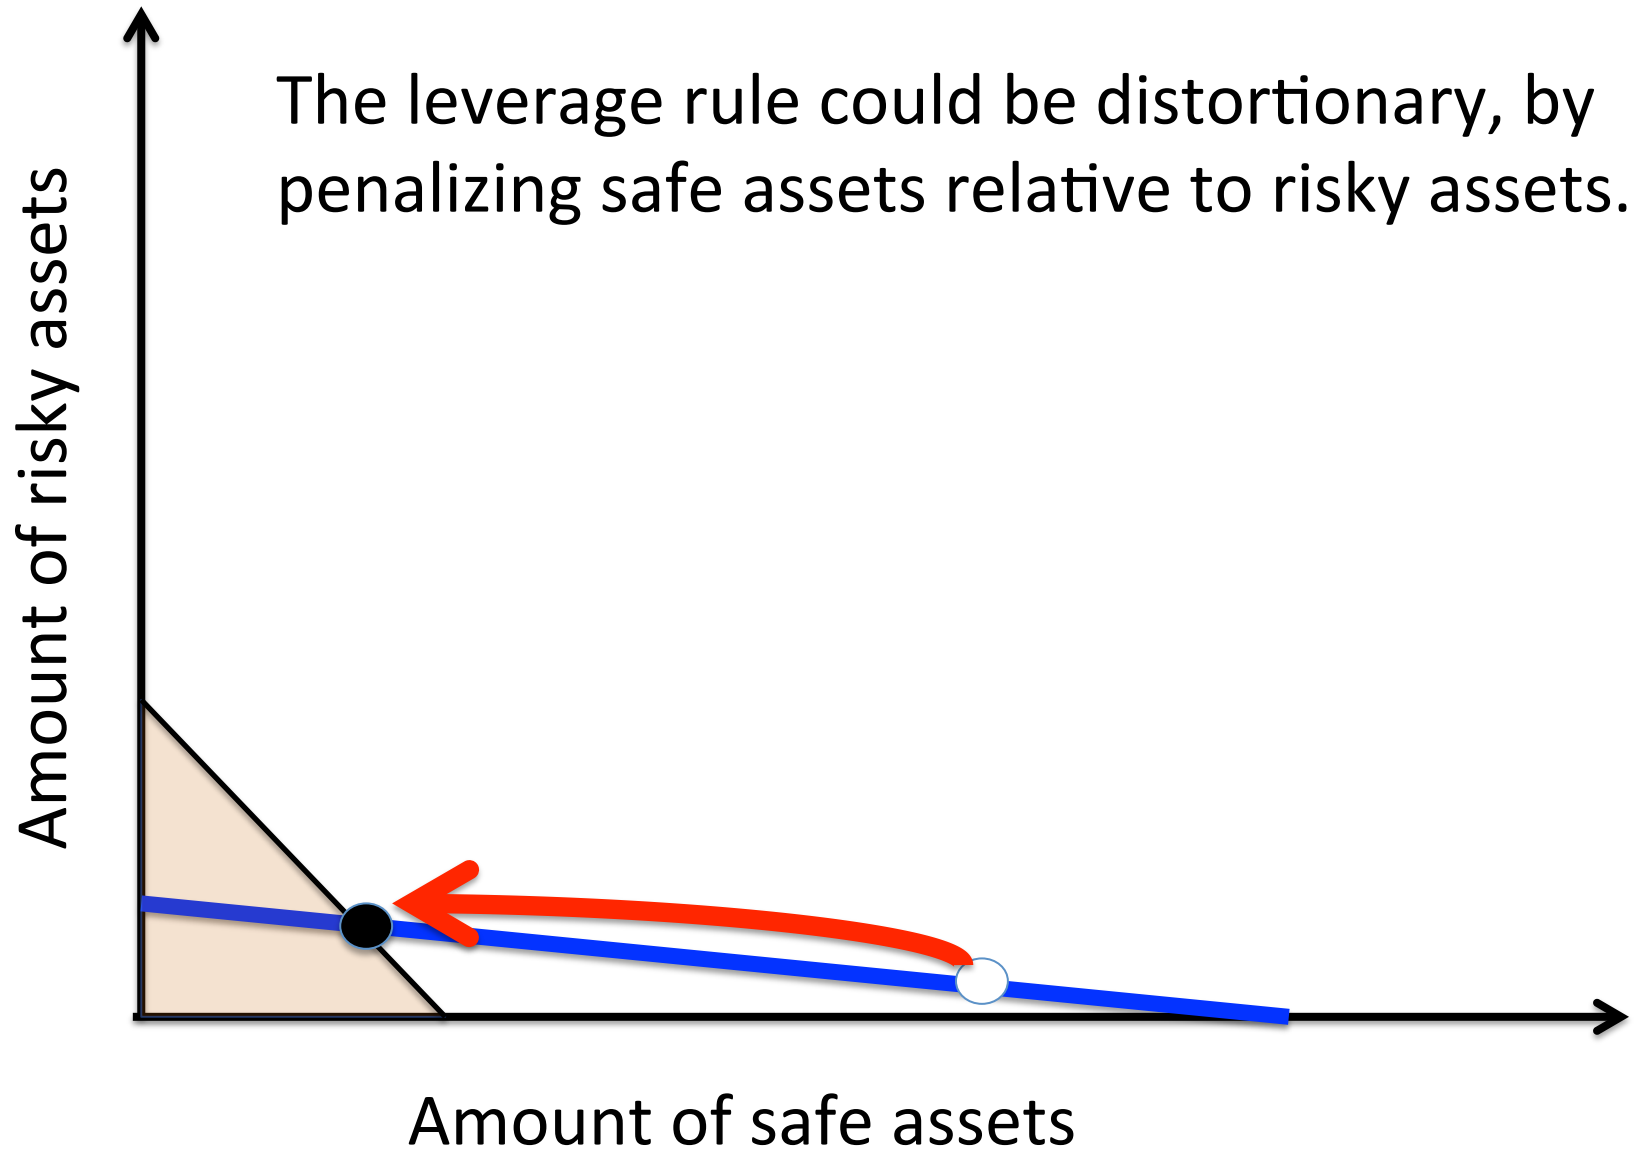 The leverage rule could be distortionary, by
penalizing safe assets relative to risky assets.
Amount of risky assets
Amount of safe assets